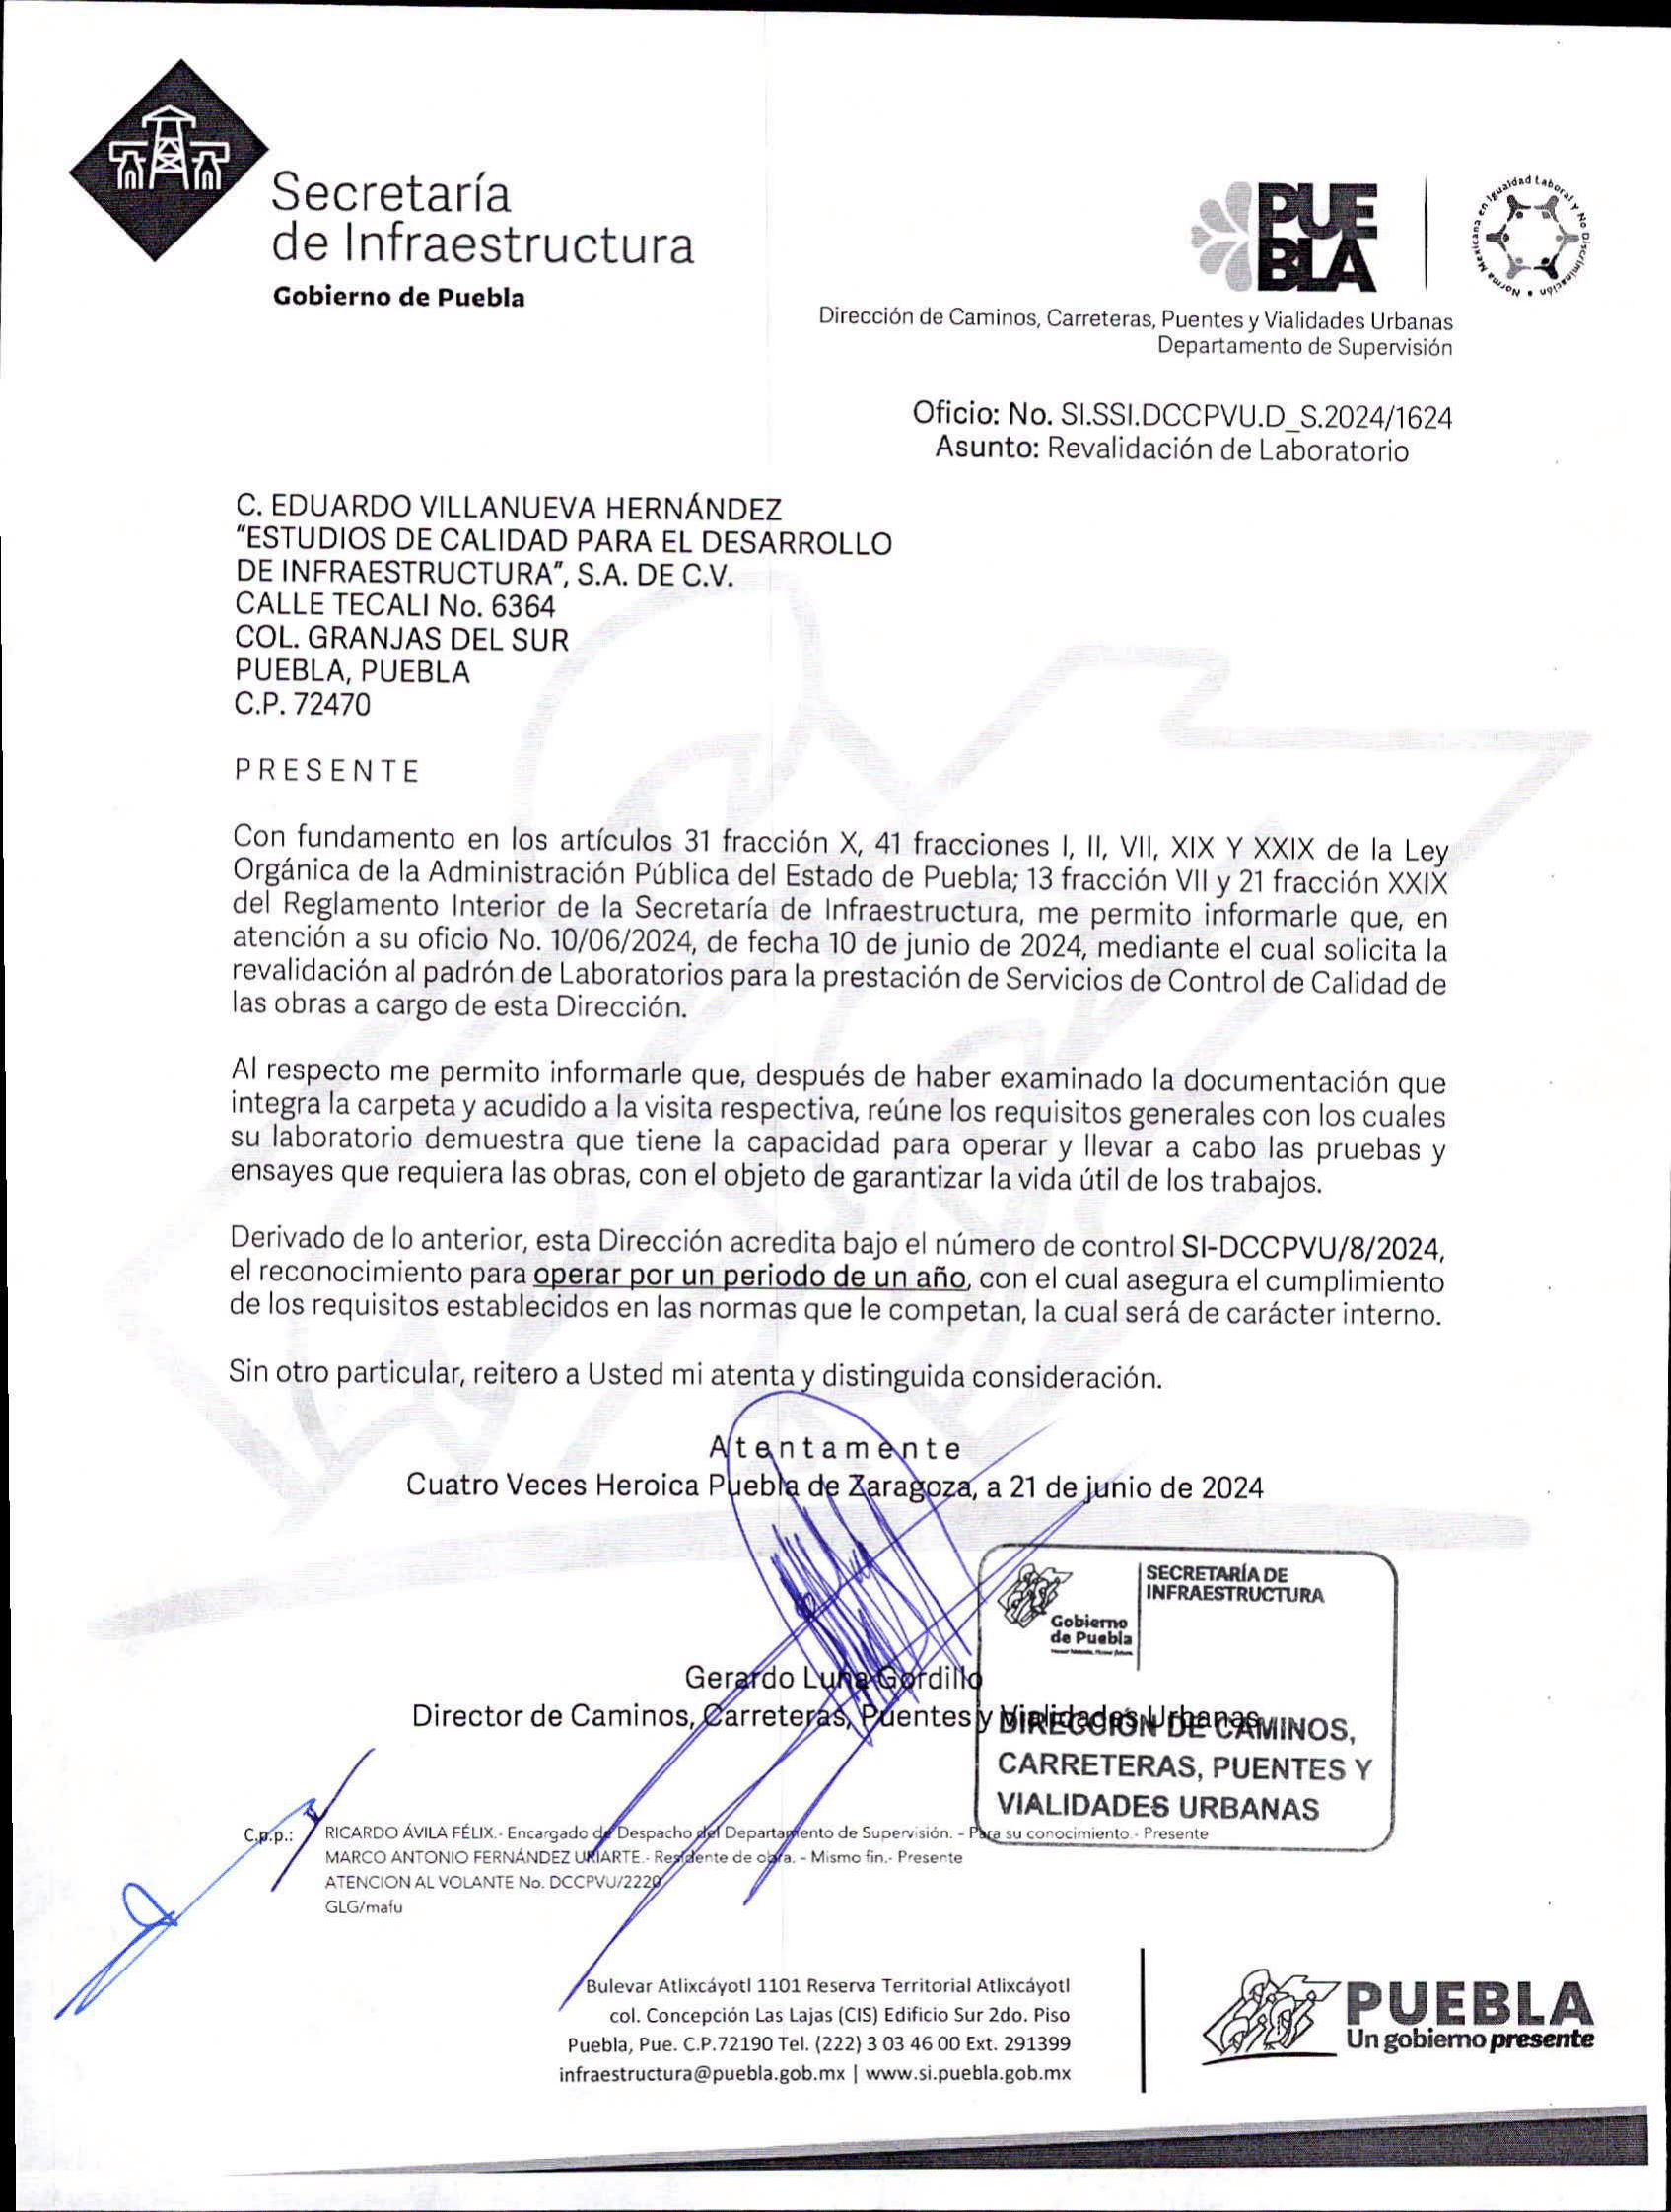 Secretaría
de Infraestructura
Gobierno de Puebla
PUE
BLA
Norma Mexicana en Igualdad Laboral Y No Discriminación
Dirección de Caminos, Carreteras, Puentes y Vialidades Urbanas
Departamento de Supervisión
Oficio: No. SI.SSI.DCCPVU.D_S.2024/1624
Asunto: Revalidación de Laboratorio
C. EDUARDO VILLANUEVA HERNÁNDEZ
"ESTUDIOS DE CALIDAD PARA EL DESARROLLO
DE INFRAESTRUCTURA", S.A. DE C.V.
CALLE TECALI No. 6364
COL. GRANJAS DEL SUR
PUEBLA, PUEBLA
C.P. 72470
PRESENTE
Con fundamento en los artículos 31 fracción X, 41 fracciones I, II, VII, XIX Y XXIX de la Ley
Orgánica de la Administración Pública del Estado de Puebla; 13 fracción VII y 21 fracción XXIX
del Reglamento Interior de la Secretaría de Infraestructura, me permito informarle que, en
atención a su oficio No. 10/06/2024, de fecha 10 de junio de 2024, mediante el cual solicita la
revalidación al padrón de Laboratorios para la prestación de Servicios de Control de Calidad de
las obras a cargo de esta Dirección.
Al respecto me permito informarle que, después de haber examinado la documentación que
integra la carpeta y acudido a la visita respectiva, reúne los requisitos generales con los cuales
su laboratorio demuestra que tiene la capacidad para operar y llevar a cabo las pruebas y
ensayes que requiera las obras, con el objeto de garantizar la vida útil de los trabajos.
Derivado de lo anterior, esta Dirección acredita bajo el número de control SI-DCCPVU/8/2024,
el reconocimiento para operar por un periodo de un año, con el cual asegura el cumplimiento
de los requisitos establecidos en las normas que le competan, la cual será de carácter interno.
Sin otro particular, reitero a Usted mi atenta y distinguida consideración.
Atentamente
Cuatro Veces Heroica Puebla de Zaragoza, a 21 de junio de 2024
SECRETARÍA DE
INFRAESTRUCTURA
Gobierno
de Puebla
Gerardo Luna Gordillo
Director de Caminos, Carreteras, Puentes y Vialidades Urbanas
DIRECCIÓN DE CAMINOS,
CARRETERAS, PUENTES Y
VIALIDADES URBANAS
C.p.p.: RICARDO ÁVILA FÉLIX.- Encargado de Despacho del Departamento de Supervisión. – Para su conocimiento.- Presente
MARCO ANTONIO FERNÁNDEZ URIARTE.- Residente de obra. – Mismo fin.- Presente
ATENCION AL VOLANTE No. DCCPVU/2220
GLG/mafu
Bulevar Atlixcáyotl 1101 Reserva Territorial Atlixcáyotl
col. Concepción Las Lajas (CIS) Edificio Sur 2do. Piso
Puebla, Pue. C.P.72190 Tel. (222) 3 03 46 00 Ext. 291399
infraestructura@puebla.gob.mx | www.si.puebla.gob.mx
PUEBLA
Un gobierno presente